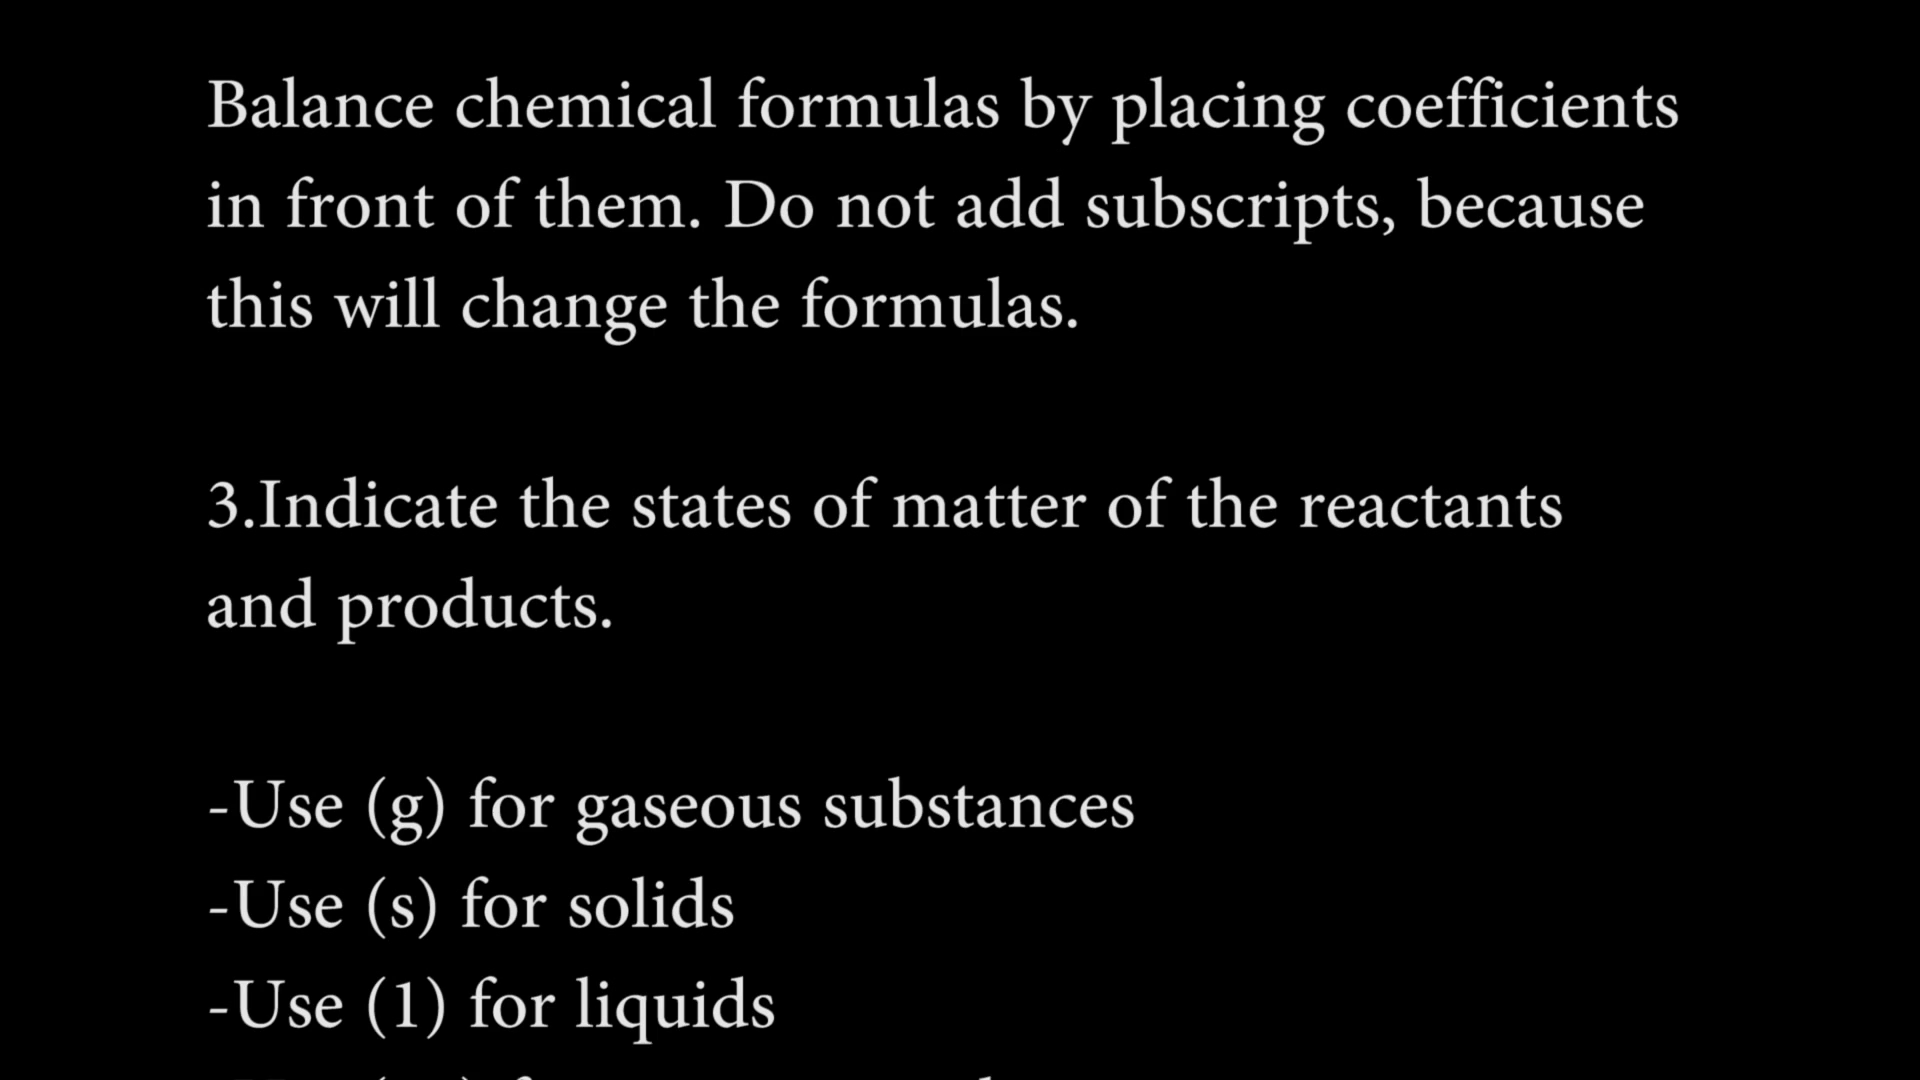 Balance chemical formulas by placing coefficients
in front of them. Do not add subscripts, because
this will change the formulas.
3.Indicate the states of matter of the reactants
and products.
-Use (g) for gaseous substances
-Use (s) for solids
-Use (1) for liquids